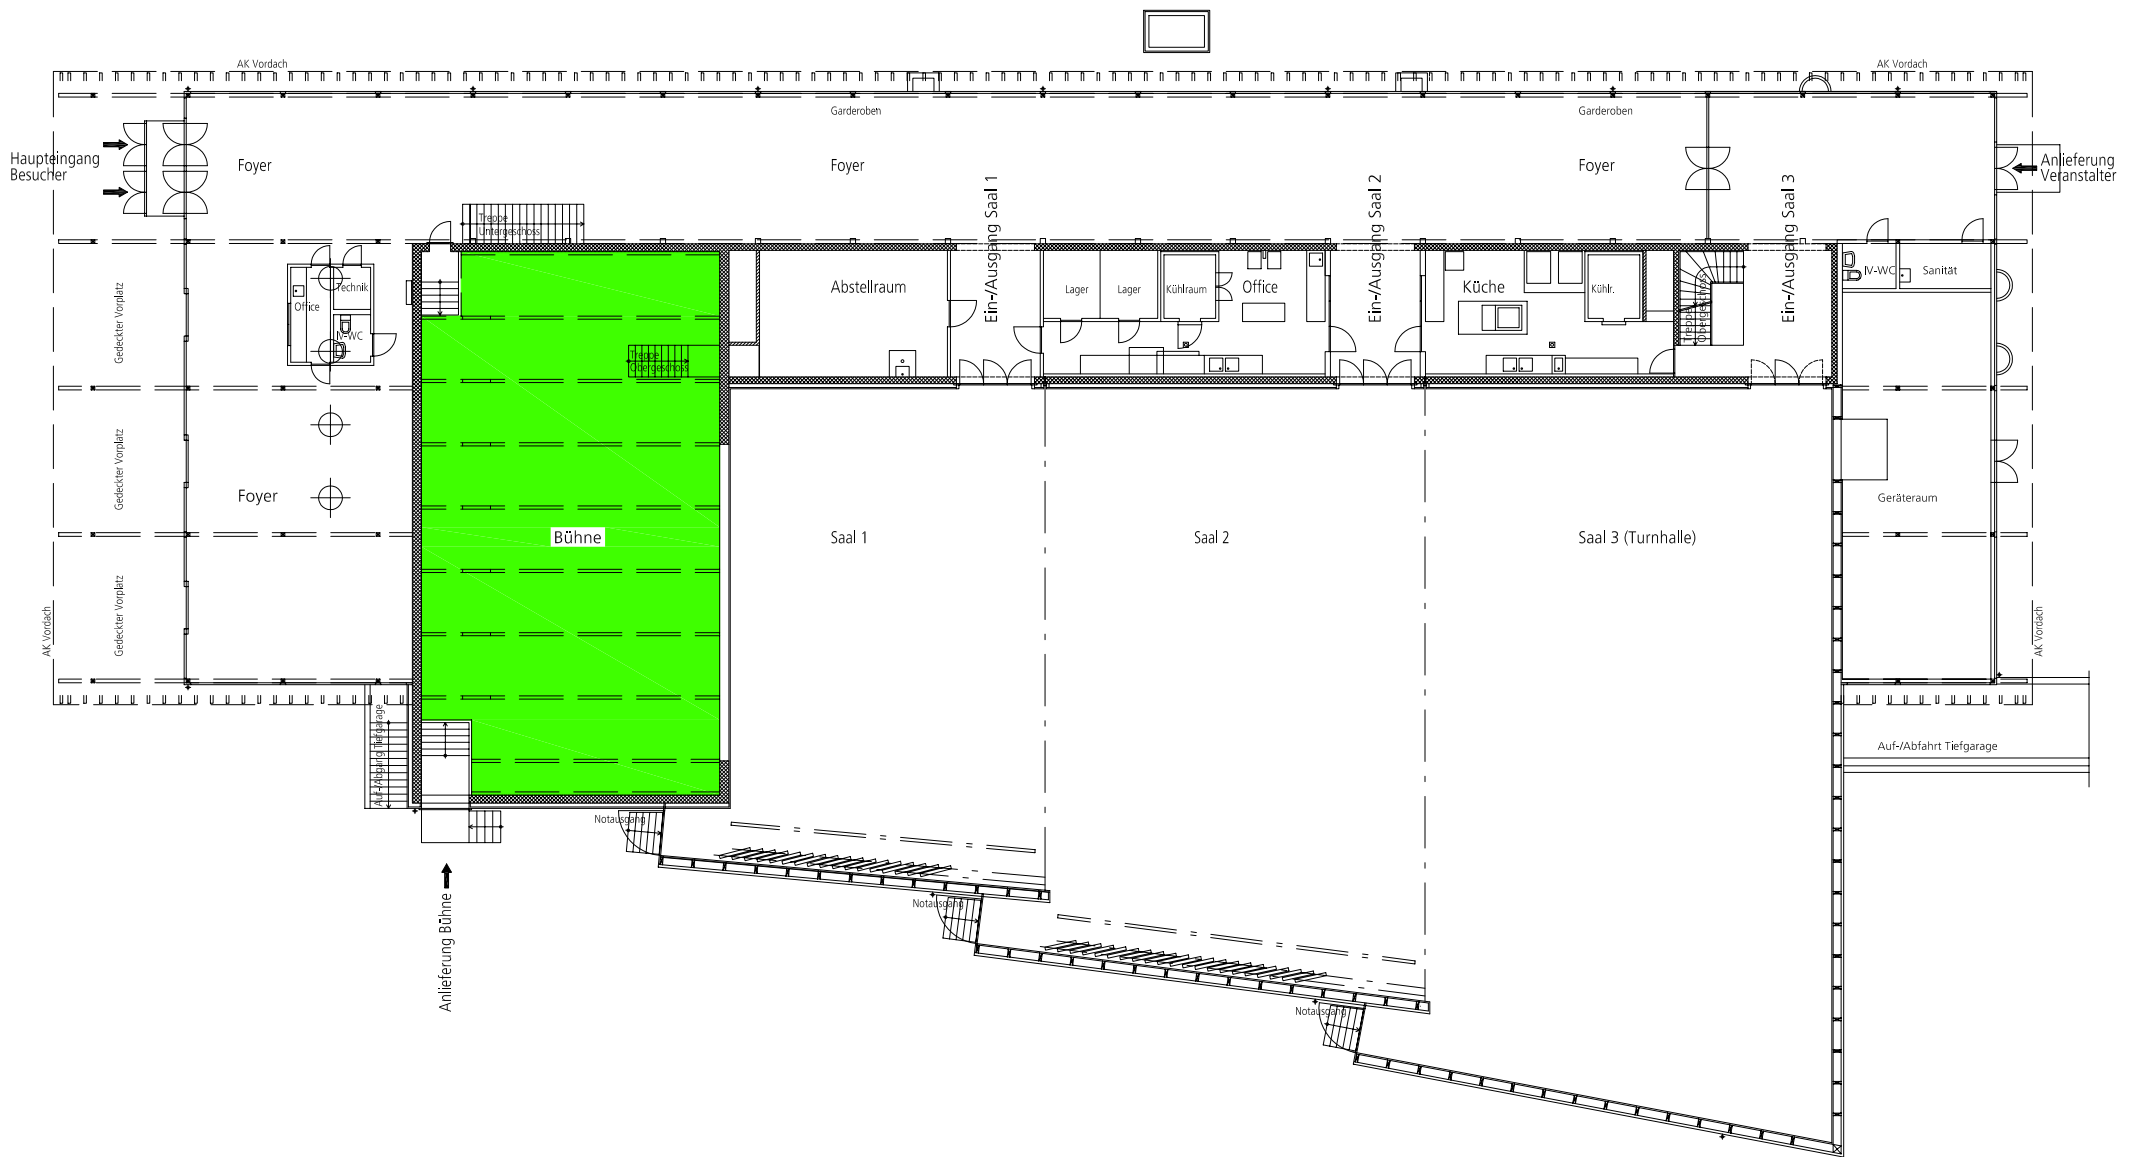 AK Vordach
AK Vordach
Garderoben
Garderoben
Haupteingang
Besucher
Foyer
Foyer
Foyer
Anlieferung
Veranstalter
Treppe
Untergeschoss
Ein-/Ausgang Saal 1
Ein-/Ausgang Saal 2
Ein-/Ausgang Saal 3
Gedeckter Vorplatz
Office
Technik
IV-WC
Abstellraum
Lager
Lager
Kühlraum
Office
Küche
Kühlr.
Treppe
Obergeschoss
IV-WC
Sanität
Treppe
Obergeschoss
Gedeckter Vorplatz
Foyer
Geräteraum
Bühne
Saal 1
Saal 2
Saal 3 (Turnhalle)
Gedeckter Vorplatz
AK Vordach
AK Vordach
Auf-/Abgang Tiefgarage
Auf-/Abfahrt Tiefgarage
Notausgang
Anlieferung Bühne
Notausgang
Notausgang